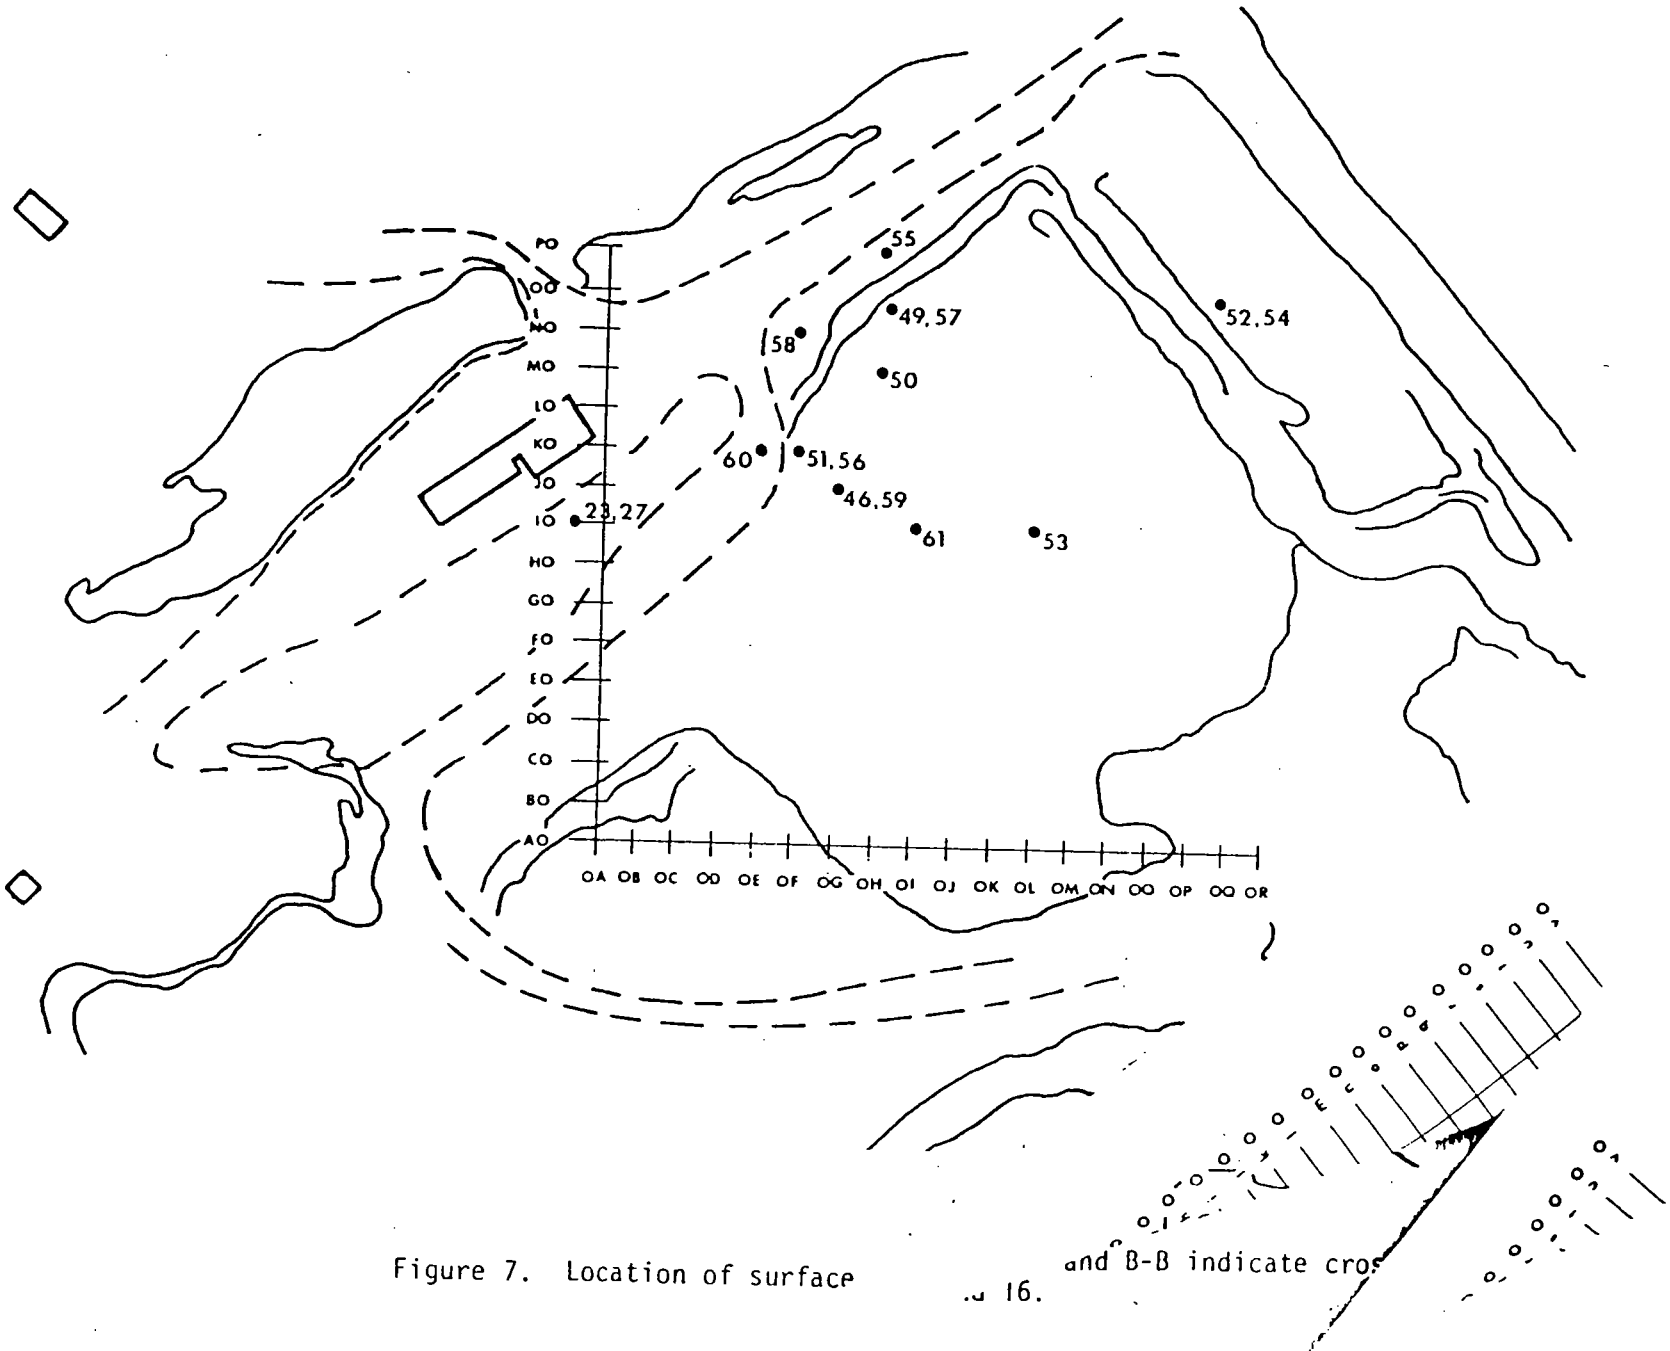 PO
55
OO
49,57
52,54
NO
58
MO
50
LO
KO
60
51,56
JO
46,59
23,27
IO
61
53
HO
GO
FO
EO
DO
CO
BO
AO
OA OB OC OD OE OF OG OH OI OJ OK OL OM ON OO OP OQ OR
Figure 7. Location of surface
and B-B indicate
16.